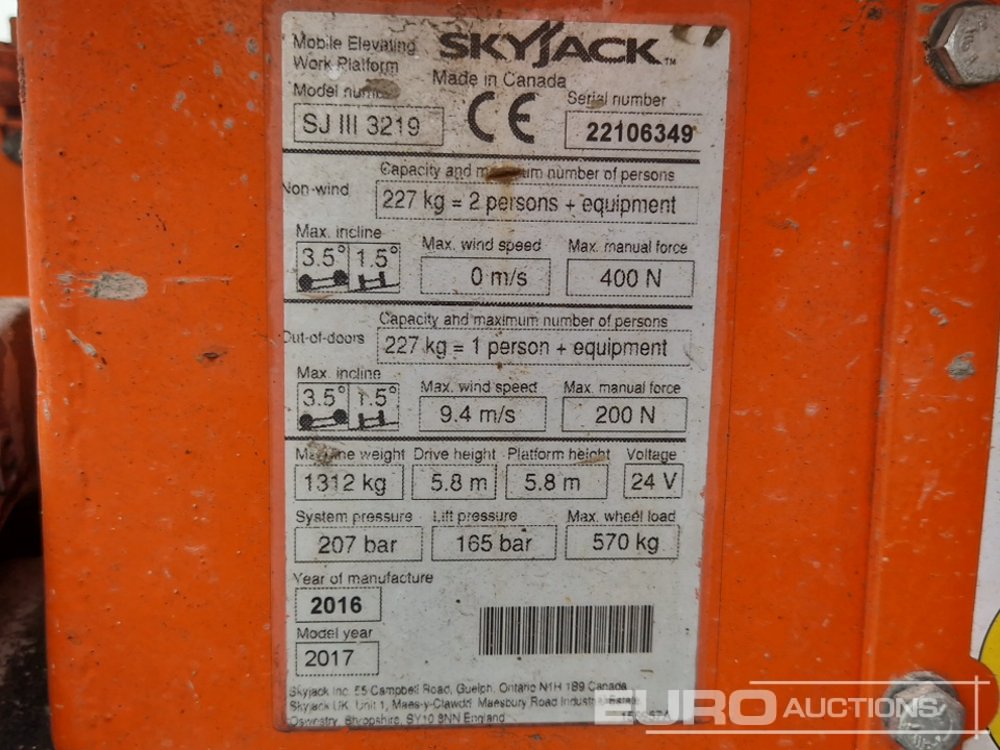 Mobile Elevating
Work Platform
SKYJACK™
Made in Canada
Model number
SJ III 3219
CE
Serial number
22106349
Non-wind
Capacity and maximum number of persons
227 kg = 2 persons + equipment
Max. incline
3.5° 1.5°
Max. wind speed
0 m/s
Max. manual force
400 N
Out-of-doors
Capacity and maximum number of persons
227 kg = 1 person + equipment
Max. incline
3.5° 1.5°
Max. wind speed
9.4 m/s
Max. manual force
200 N
Machine weight Drive height Platform height Voltage
1312 kg 5.8 m 5.8 m 24 V
System pressure Lift pressure Max. wheel load
207 bar 165 bar 570 kg
Year of manufacture
2016
Model year
2017
Skyjack Inc. 55 Campbell Road, Guelph, Ontario N1H 1B9 Canada
Skyjack UK Unit 1, Maes-y-Clawdd, Maesbury Road Industrial Estate
Oswestry, Shropshire, SY10 8NN England
EURO AUCTIONS